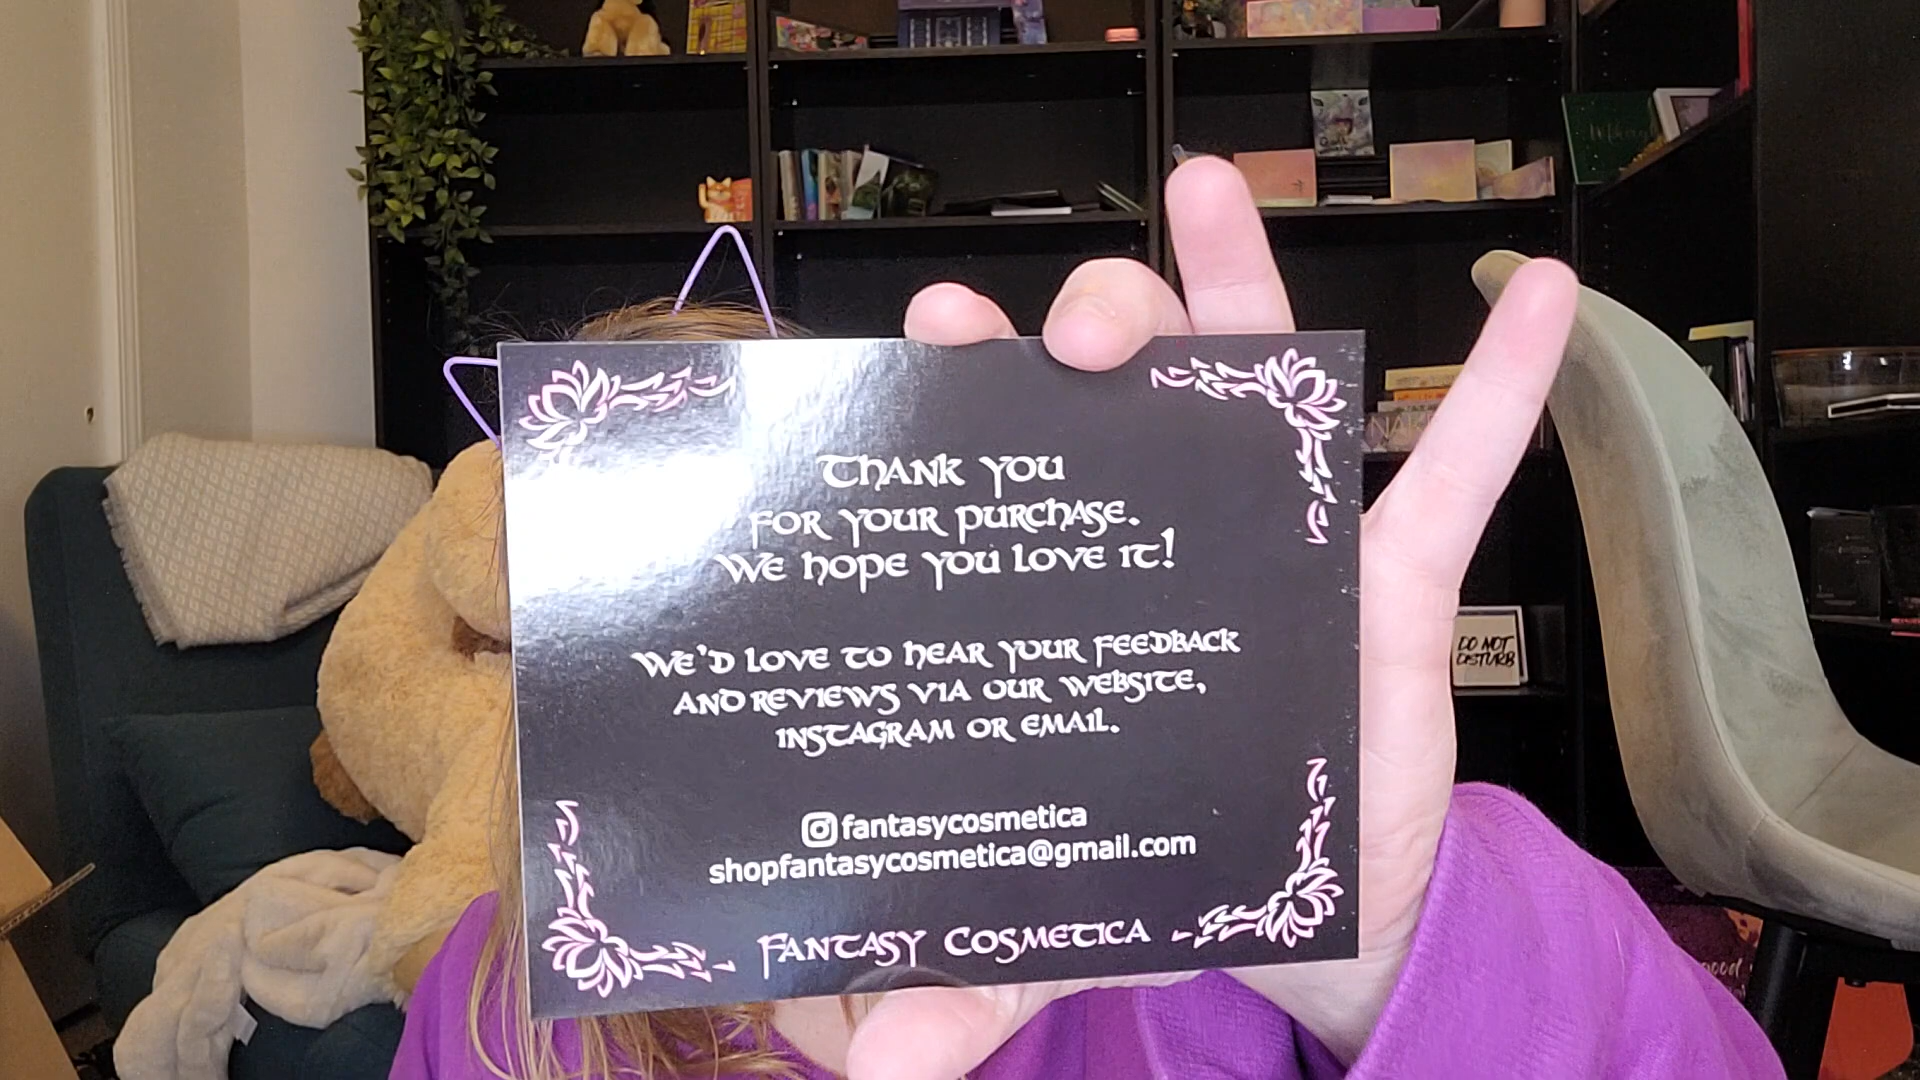 Thank you
for your purchase.
We hope you love it!
We'd love to hear your feedback
and reviews via our website,
Instagram or email.
fantasycosmetica
shopfantasycosmetica@gmail.com
Fantasy Cosmetica
DO NOT
DISTURB